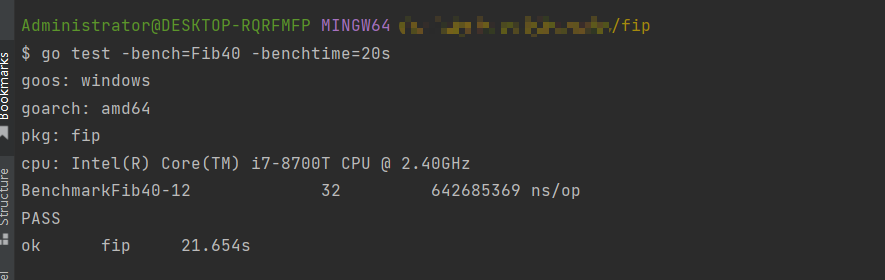 Administrator@DESKTOP-RQRFMFP MINGW64 /fip
$ go test -bench=Fib40 -benchtime=20s
goos: windows
goarch: amd64
pkg: fip
cpu: Intel(R) Core(TM) i7-8700T CPU @ 2.40GHz
BenchmarkFib40-12 32 642685369 ns/op
PASS
ok fip 21.654s
Bookmarks
Structure